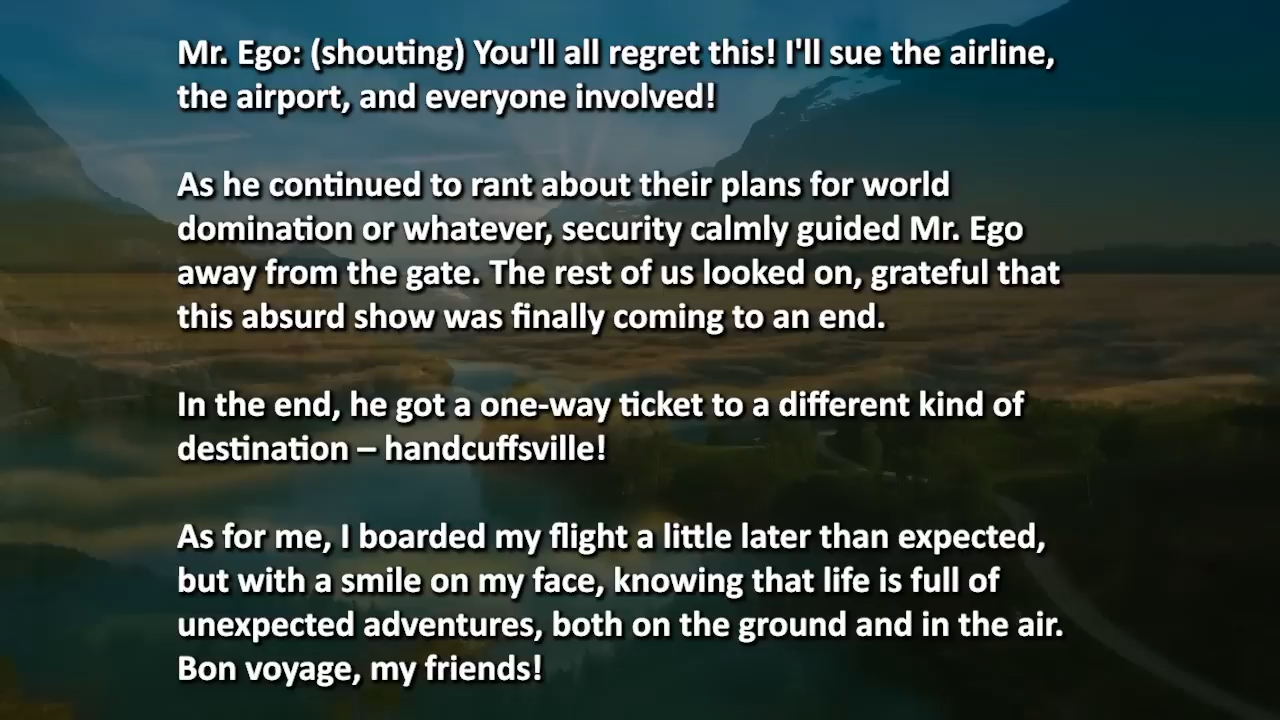 Mr. Ego: (shouting) You'll all regret this! I'll sue the airline,
the airport, and everyone involved!
As he continued to rant about their plans for world
domination or whatever, security calmly guided Mr. Ego
away from the gate. The rest of us looked on, grateful that
this absurd show was finally coming to an end.
In the end, he got a one-way ticket to a different kind of
destination – handcuffsville!
As for me, I boarded my flight a little later than expected,
but with a smile on my face, knowing that life is full of
unexpected adventures, both on the ground and in the air.
Bon voyage, my friends!